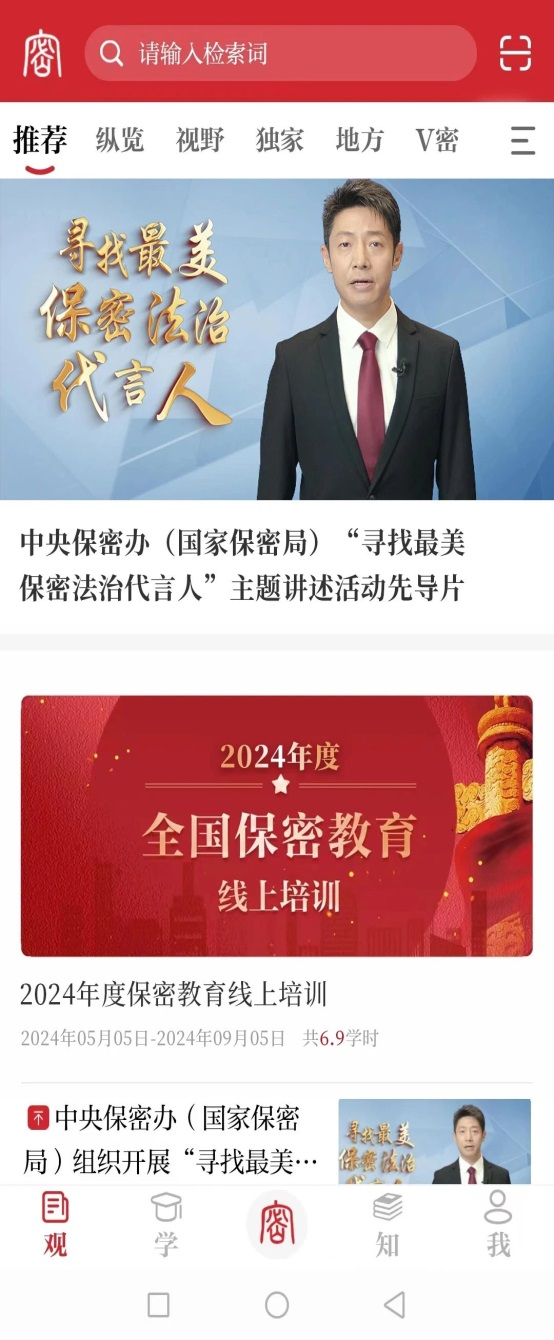 密
请输入检索词
推荐 纵览 视野 独家 地方 V密
寻找最美
保密法治
代言人
中央保密办（国家保密局）“寻找最美
保密法治代言人”主题讲述活动先导片
2024年度
全国保密教育
线上培训
2024年度保密教育线上培训
2024年05月05日-2024年09月05日 共6.9学时
中央保密办（国家保密
局）组织开展“寻找最美…
寻找最美
保密法治
观 学 密 知 我